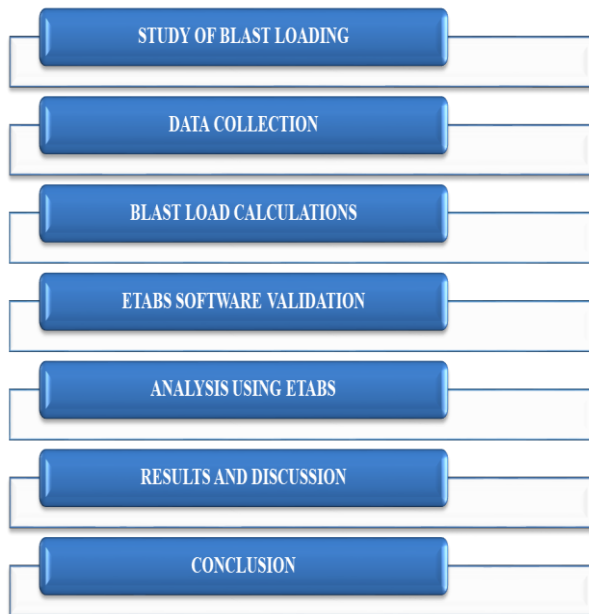 STUDY OF BLAST LOADING
DATA COLLECTION
BLAST LOAD CALCULATIONS
ETABS SOFTWARE VALIDATION
ANALYSIS USING ETABS
RESULTS AND DISCUSSION
CONCLUSION